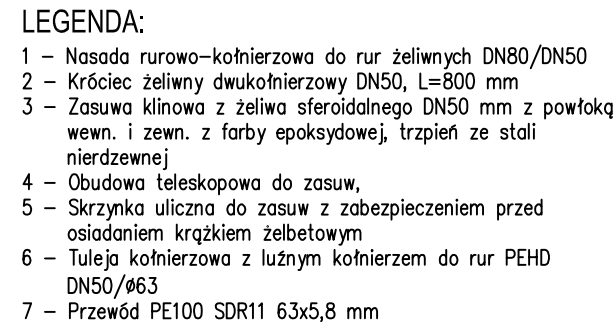 LEGENDA:
1 – Nasada rurowo–kołnierzowa do rur żeliwnych DN80/DN50
2 – Króciec żeliwny dwukołnierzowy DN50, L=800 mm
3 – Zasuwa klinowa z żeliwa sferoidalnego DN50 mm z powłoką
wewn. i zewn. z farby epoksydowej, trzpień ze stali
nierdzewnej
4 – Obudowa teleskopowa do zasuw,
5 – Skrzynka uliczna do zasuw z zabezpieczeniem przed
osiadaniem krążkiem żelbetowym
6 – Tuleja kołnierzowa z luźnym kołnierzem do rur PEHD
DN50/ø63
7 – Przewód PE100 SDR11 63x5,8 mm